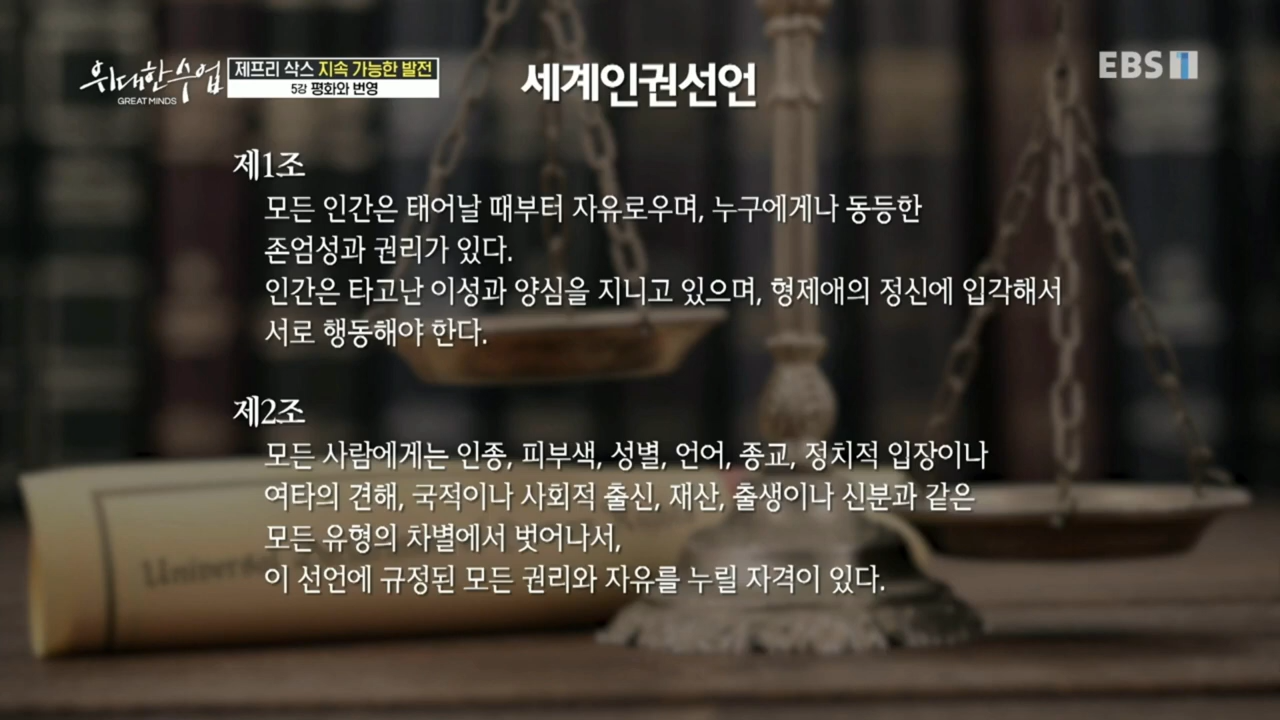 위대한 수업
GREAT MINDS
제프리 삭스 지속 가능한 발전
5강 평화와 번영
EBS 1
세계인권선언
제1조
모든 인간은 태어날 때부터 자유로우며, 누구에게나 동등한
존엄성과 권리가 있다.
인간은 타고난 이성과 양심을 지니고 있으며, 형제애의 정신에 입각해서
서로 행동해야 한다.
제2조
모든 사람에게는 인종, 피부색, 성별, 언어, 종교, 정치적 입장이나
여타의 견해, 국적이나 사회적 출신, 재산, 출생이나 신분과 같은
모든 유형의 차별에서 벗어나서,
이 선언에 규정된 모든 권리와 자유를 누릴 자격이 있다.